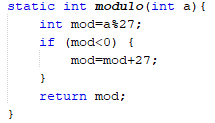 static int modulo(int a){
    int mod=a%27;
    if (mod<0) {
        mod=mod+27;
    }
    return mod;
}